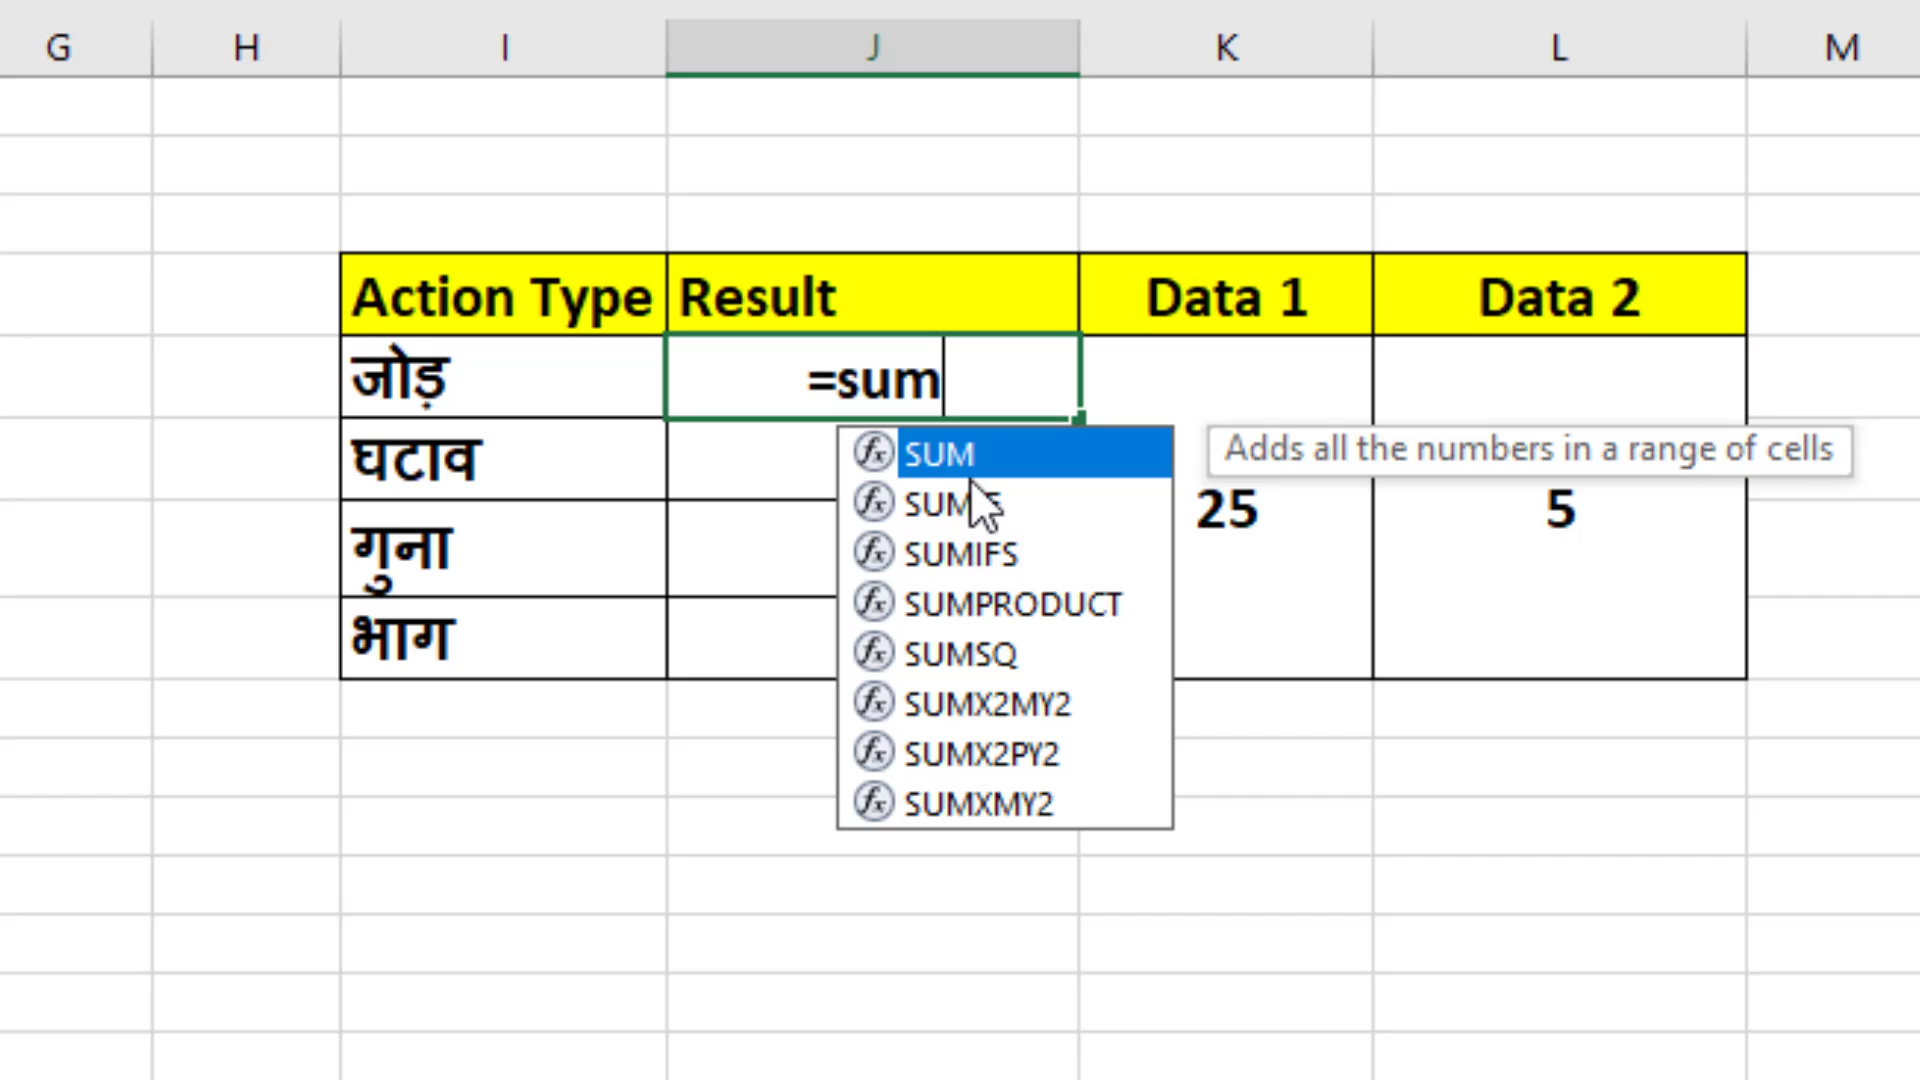 G H I J K L M
Action Type Result Data 1 Data 2
जोड़ =sum
घटाव
SUM Adds all the numbers in a range of cells
25 5
गुना
SUMIFS
SUMPRODUCT
भाग
SUMSQ
SUMX2MY2
SUMX2PY2
SUMXMY2